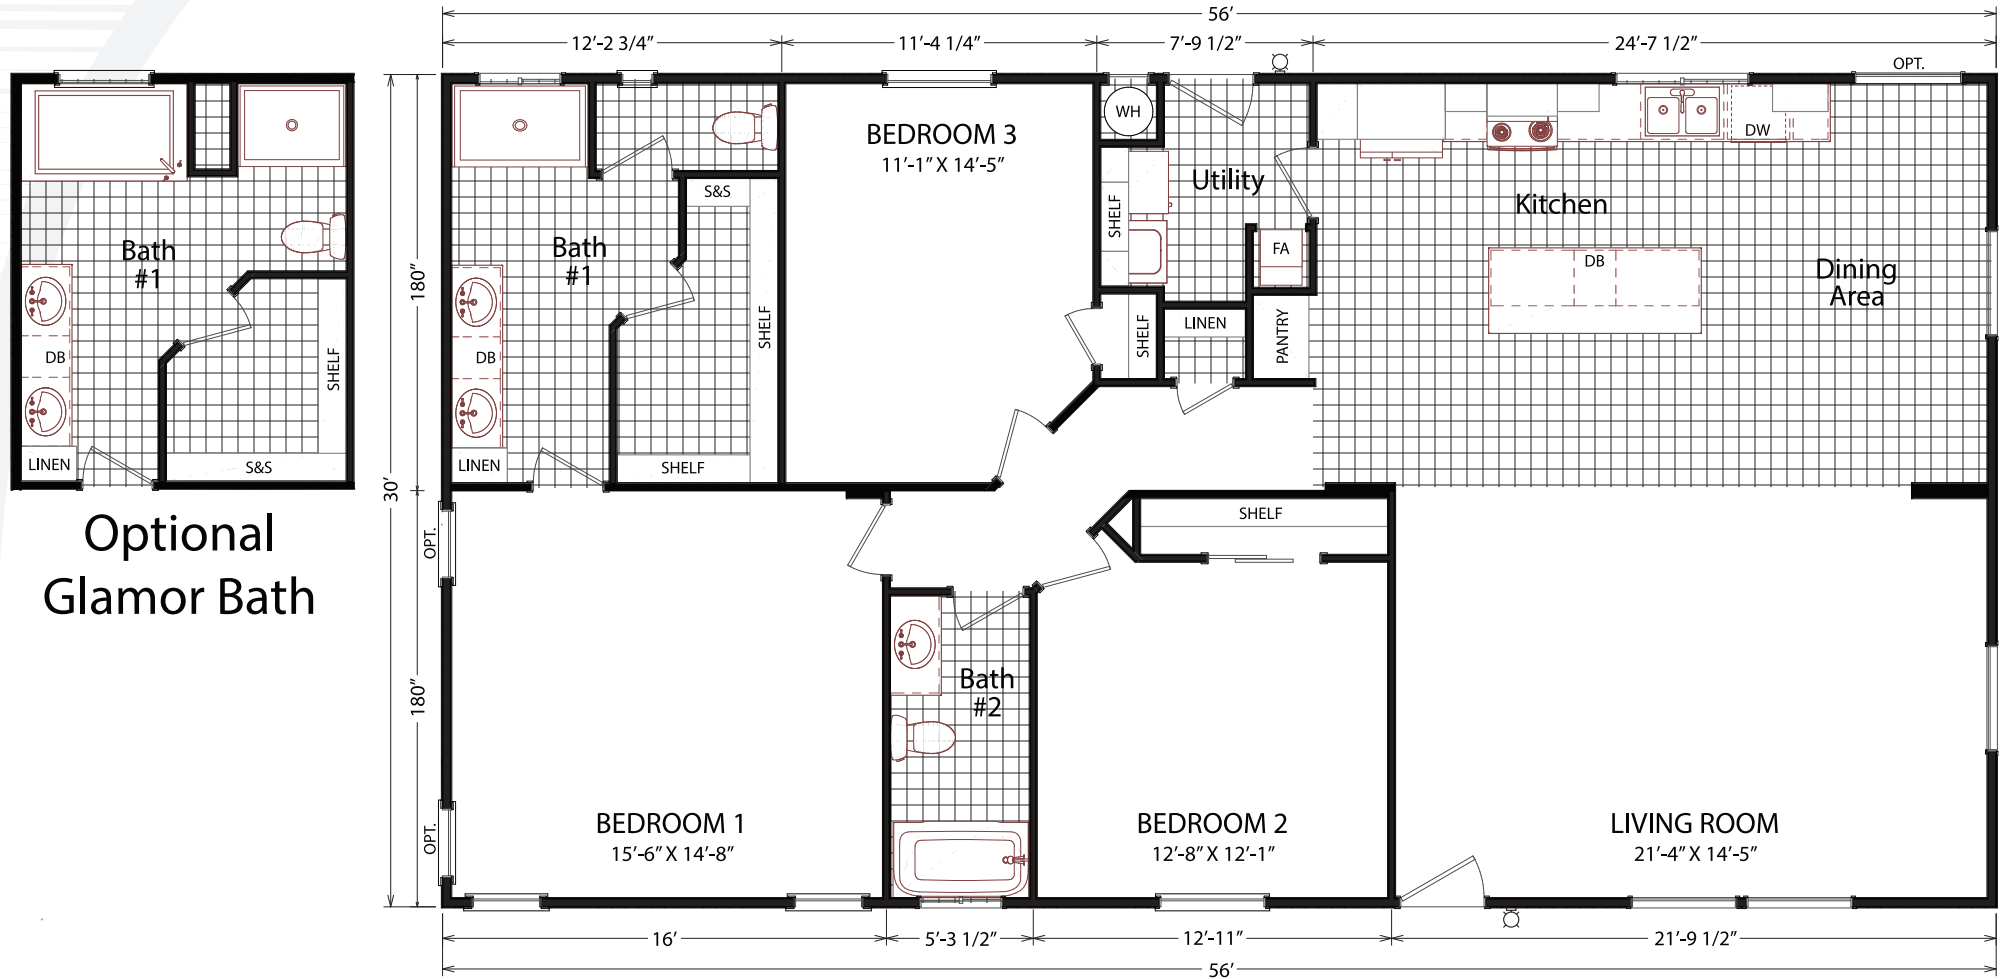 56′
12′-2 3/4″
11′-4 1/4″
7′-9 1/2″
24′-7 1/2″
OPT.
WH
DW
BEDROOM 3
11′-1″ X 14′-5″
S&S
Utility
SHELF
Kitchen
Bath
#1
FA
DB
Dining
Area
180″
SHELF
SHELF
LINEN
PANTRY
DB
LINEN
SHELF
Bath
#1
DB
SHELF
LINEN
S&S
Optional
Glamor Bath
30′
OPT.
SHELF
180″
Bath
#2
OPT.
BEDROOM 1
15′-6″ X 14′-8″
BEDROOM 2
12′-8″ X 12′-1″
LIVING ROOM
21′-4″ X 14′-5″
16′
5′-3 1/2″
12′-11″
21′-9 1/2″
56′